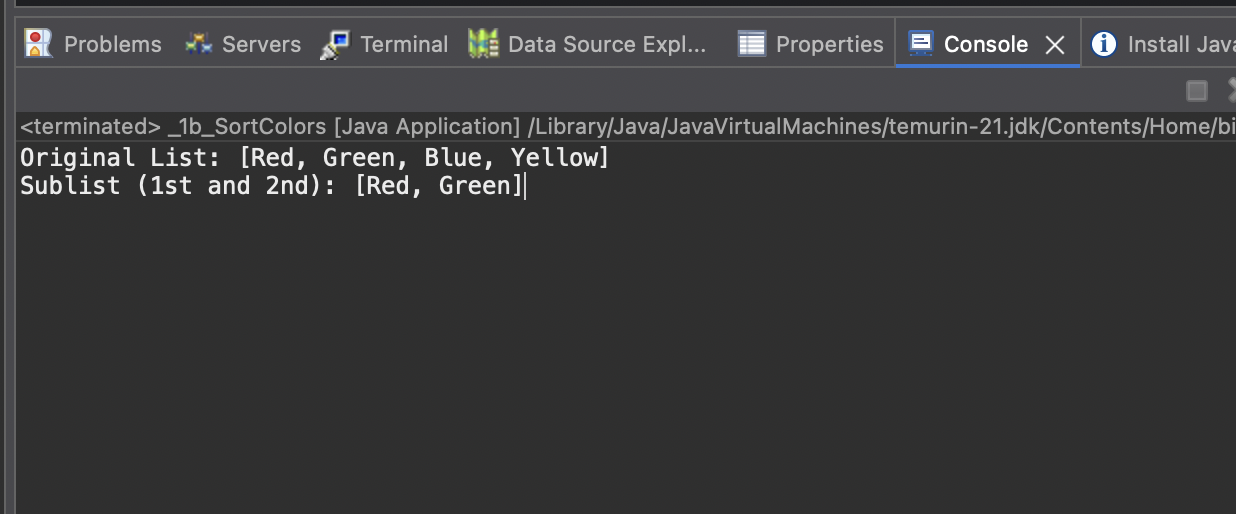 Problems Servers Terminal Data Source Expl... Properties Console Install Java
<terminated> _1b_SortColors [Java Application] /Library/Java/JavaVirtualMachines/temurin-21.jdk/Contents/Home/bi
Original List: [Red, Green, Blue, Yellow]
Sublist (1st and 2nd): [Red, Green]